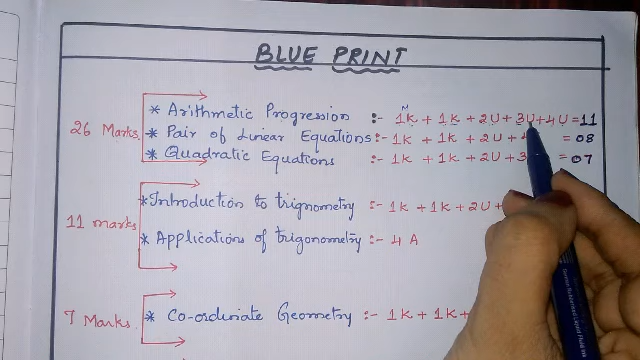 BLUE PRINT
* Arithmetic Progression :- 1K + 1K + 2U + 3U + 4U = 11
26 Marks * Pair of Linear Equations :- 1K + 1K + 2U + = 08
* Quadratic Equations :- 1K + 1K + 2U + 3 = 07
* Introduction to trignometry :- 1K + 1K + 2U +
11 marks
* Applications of trigonometry :- 4 A
7 Marks * Co-ordinate Geometry :- 1K + 1K +